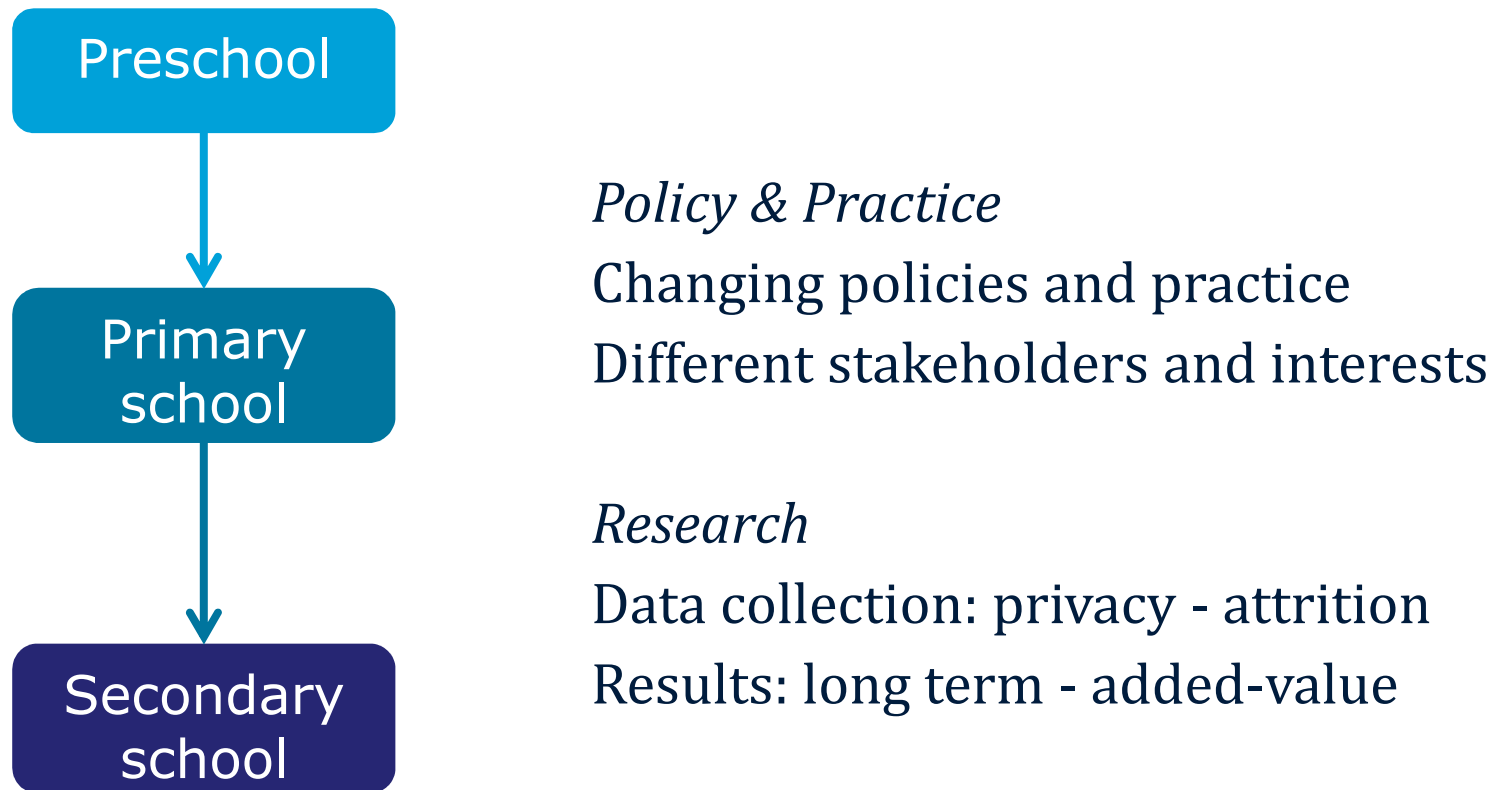 Preschool
Primary
school
Secondary
school
Policy & Practice
Changing policies and practice
Different stakeholders and interests
Research
Data collection: privacy - attrition
Results: long term - added-value